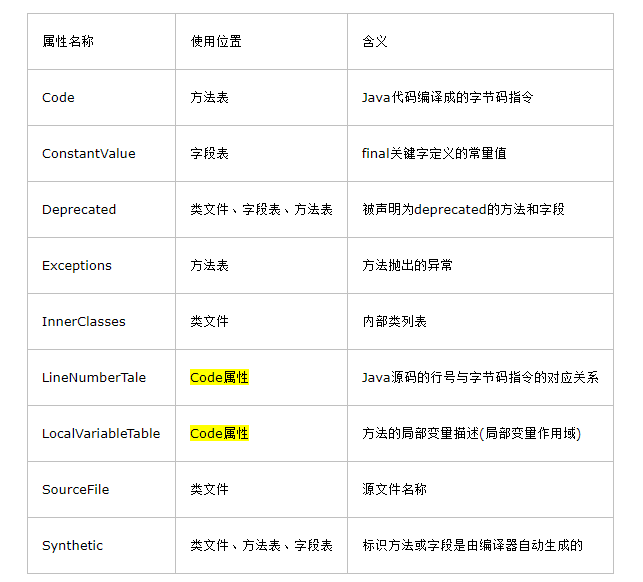 属性名称 使用位置 含义
Code 方法表 Java代码编译成的字节码指令
ConstantValue 字段表 final关键字定义的常量值
Deprecated 类文件、字段表、方法表 被声明为deprecated的方法和字段
Exceptions 方法表 方法抛出的异常
InnerClasses 类文件 内部类列表
LineNumberTale Code属性 Java源码的行号与字节码指令的对应关系
LocalVariableTable Code属性 方法的局部变量描述(局部变量作用域)
SourceFile 类文件 源文件名称
Synthetic 类文件、方法表、字段表 标识方法或字段是由编译器自动生成的